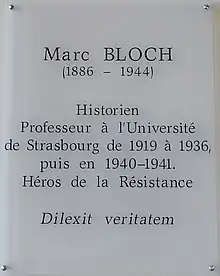 Marc BLOCH
(1886 - 1944)
Historien
Professeur à l'Université
de Strasbourg de 1919 à 1936,
puis en 1940-1941.
Héros de la Résistance
Dilexit veritatem